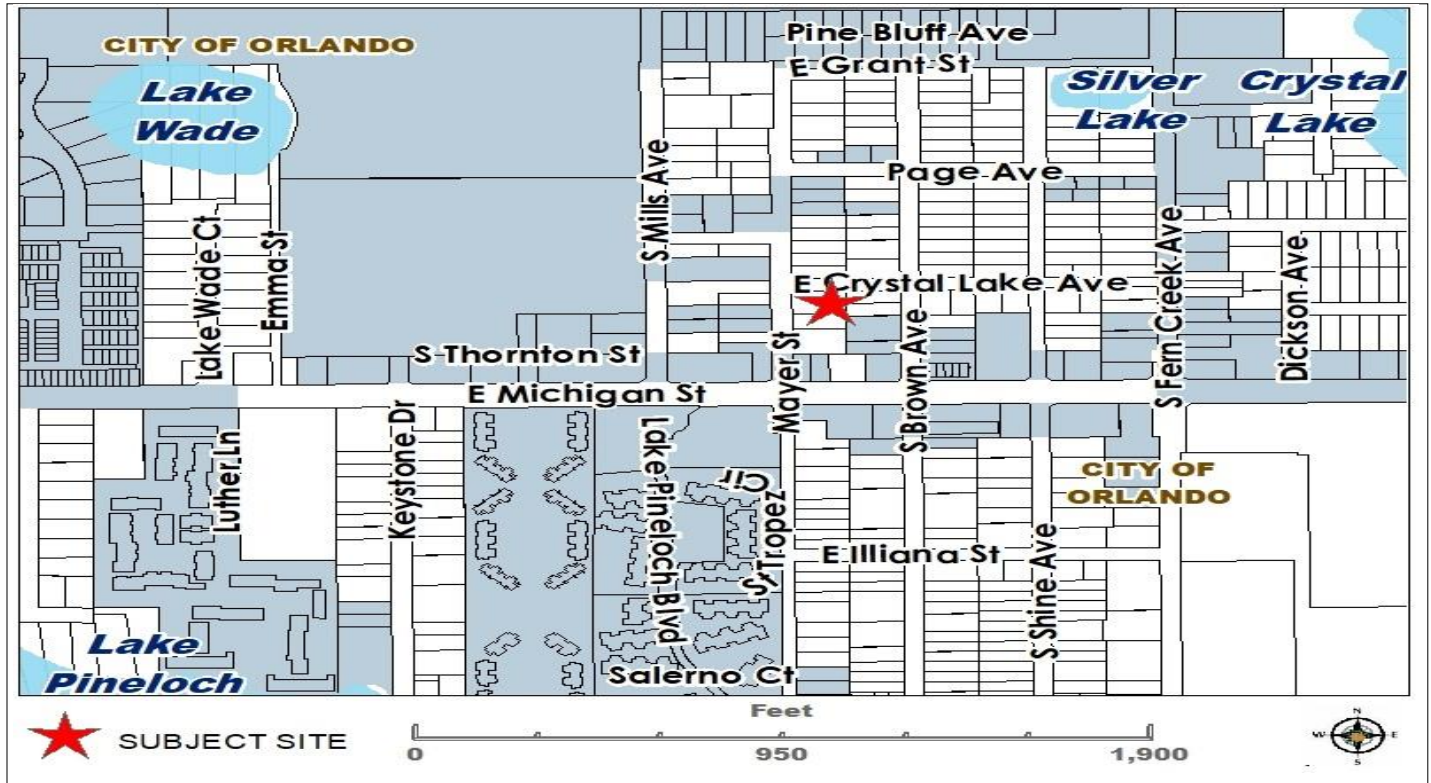 Pine Bluff Ave
CITY OF ORLANDO
E Grant St
Lake
Wade
Silver
Lake
Crystal
Lake
Page Ave
S Mills Ave
Lake Wade Ct
Emma St
E Crystal Lake Ave
S Fern Creek Ave
Dickson Ave
S Thornton St
Mayer St
S Brown Ave
E Michigan St
Keystone Dr
Luther Ln
Lake Pineloch Blvd
St Tropez
Cir
CITY OF
ORLANDO
E Illiana St
S Shine Ave
Lake
Pineloch
Salerno Ct
SUBJECT SITE
Feet
0
950
1,900
N
W
E
S